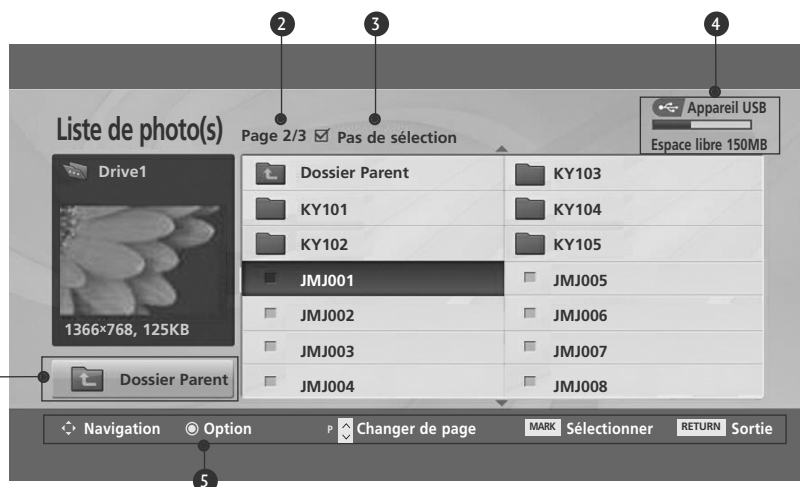 2 3 4
Appareil USB
Liste de photo(s) Page 2/3 Pas de sélection
Espace libre 150MB
Drive1
1366×768, 125KB
Dossier Parent
Dossier Parent KY103
KY101 KY104
KY102 KY105
JMJ001 JMJ005
JMJ002 JMJ006
JMJ003 JMJ007
JMJ004 JMJ008
Navigation Option P Changer de page MARK Sélectionner RETURN Sortie
5